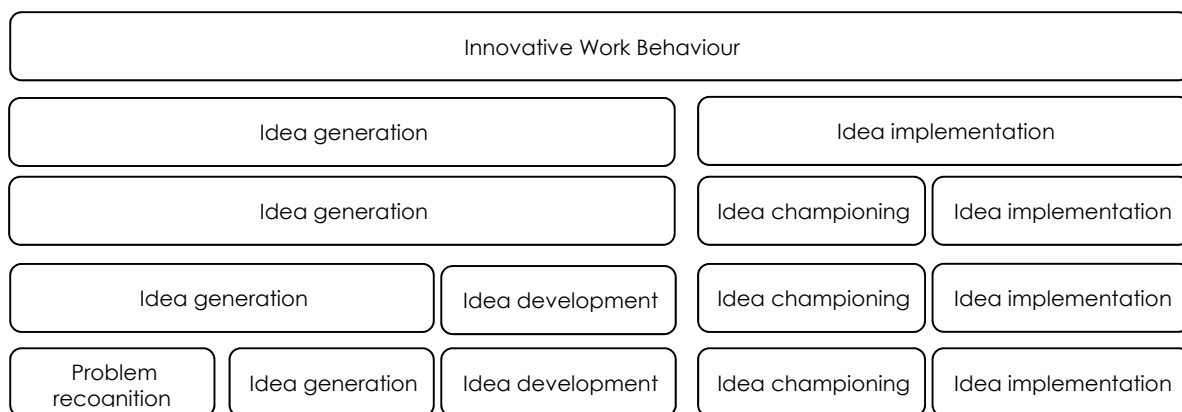 Innovative Work Behaviour
Idea generation
Idea implementation
Idea generation
Idea championing
Idea implementation
Idea generation
Idea development
Idea championing
Idea implementation
Problem
recognition
Idea generation
Idea development
Idea championing
Idea implementation